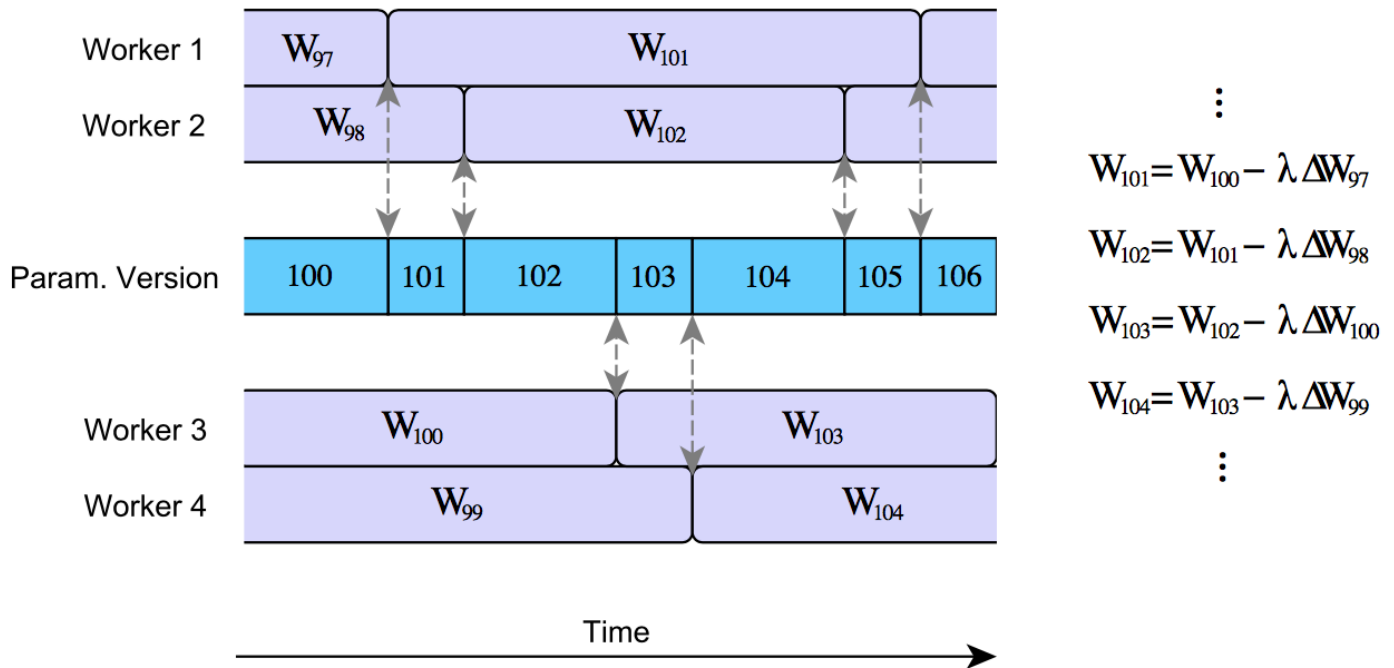 Worker 1 W₉₇ W₁₀₁
Worker 2 W₉₈ W₁₀₂
⋮
W₁₀₁=W₁₀₀− λ ΔW₉₇
W₁₀₂=W₁₀₁− λ ΔW₉₈
W₁₀₃=W₁₀₂− λ ΔW₁₀₀
W₁₀₄=W₁₀₃− λ ΔW₉₉
⋮
Param. Version 100 101 102 103 104 105 106
Worker 3 W₁₀₀ W₁₀₃
Worker 4 W₉₉ W₁₀₄
Time